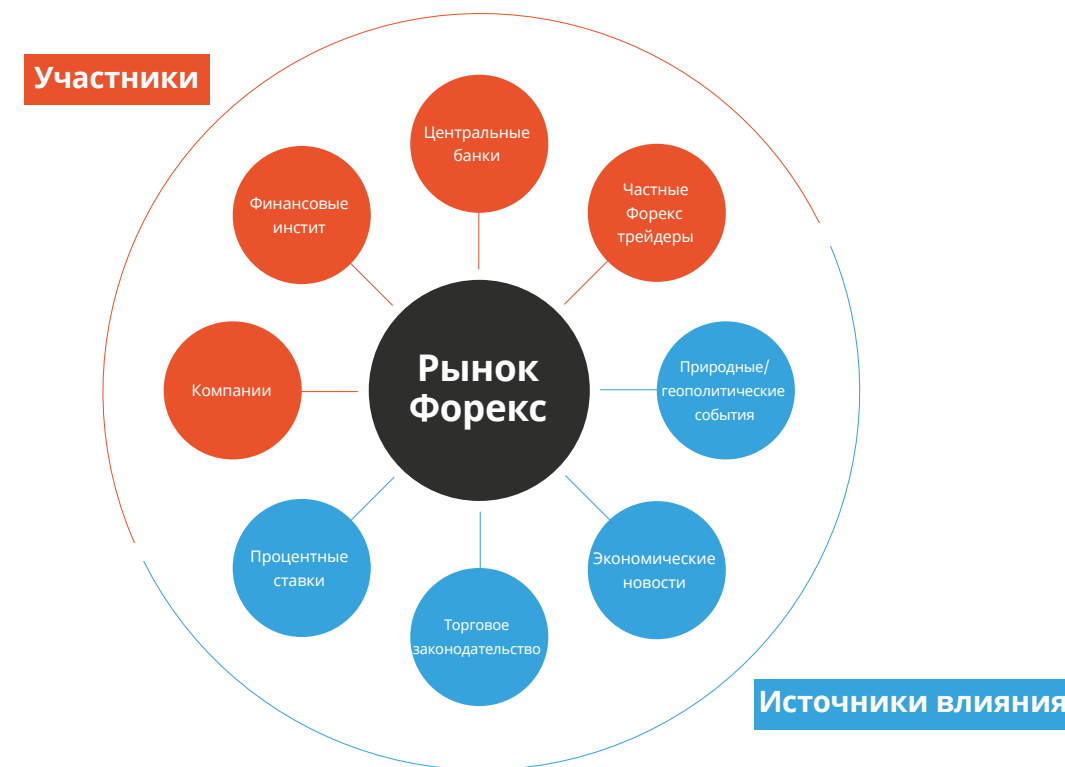 Участники
Центральные
банки
Финансовые
инстит
Частные
Форекс
трейдеры
Компании
Рынок
Форекс
Природные/
геополитические
события
Процентные
ставки
Экономические
новости
Торговое
законодательство
Источники влияния